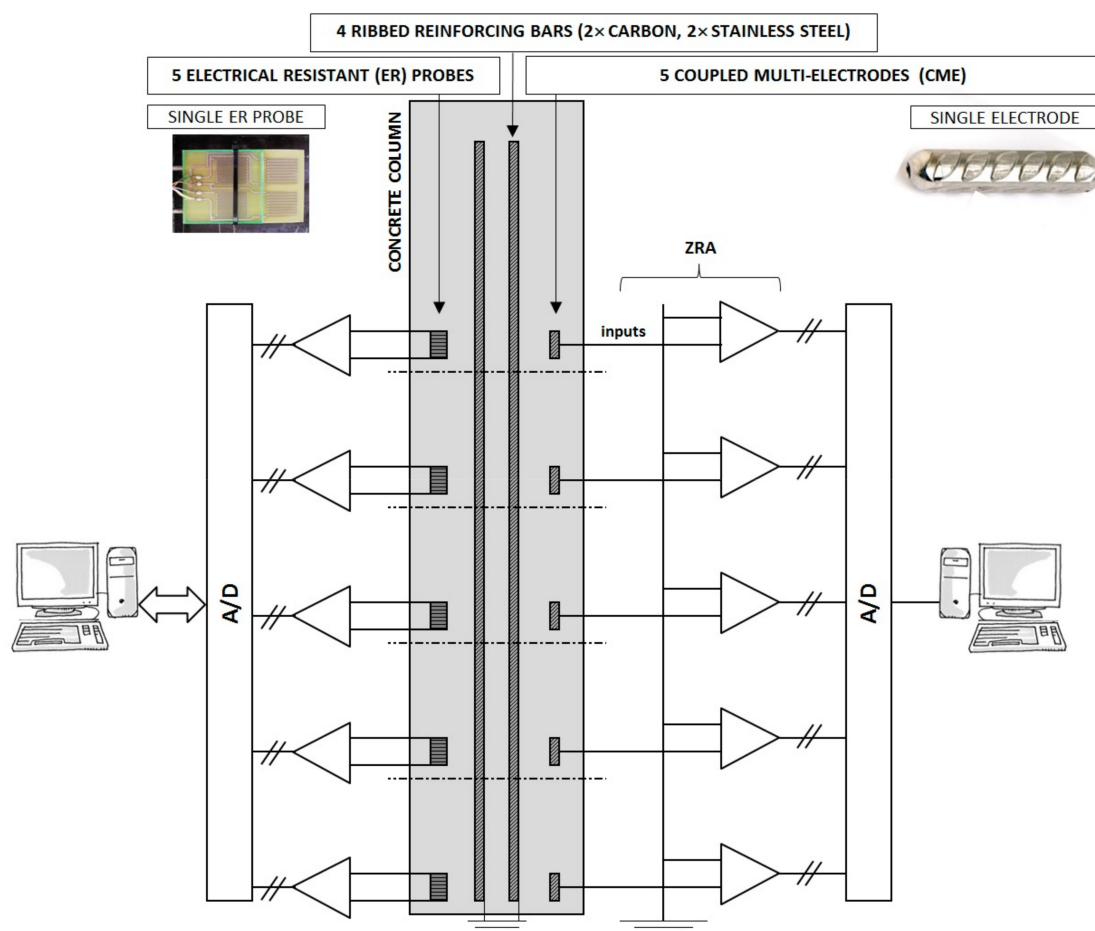 4 RIBBED REINFORCING BARS (2× CARBON, 2× STAINLESS STEEL)
5 ELECTRICAL RESISTANT (ER) PROBES
5 COUPLED MULTI-ELECTRODES (CME)
SINGLE ER PROBE
SINGLE ELECTRODE
CONCRETE COLUMN
ZRA
inputs
A/D
A/D